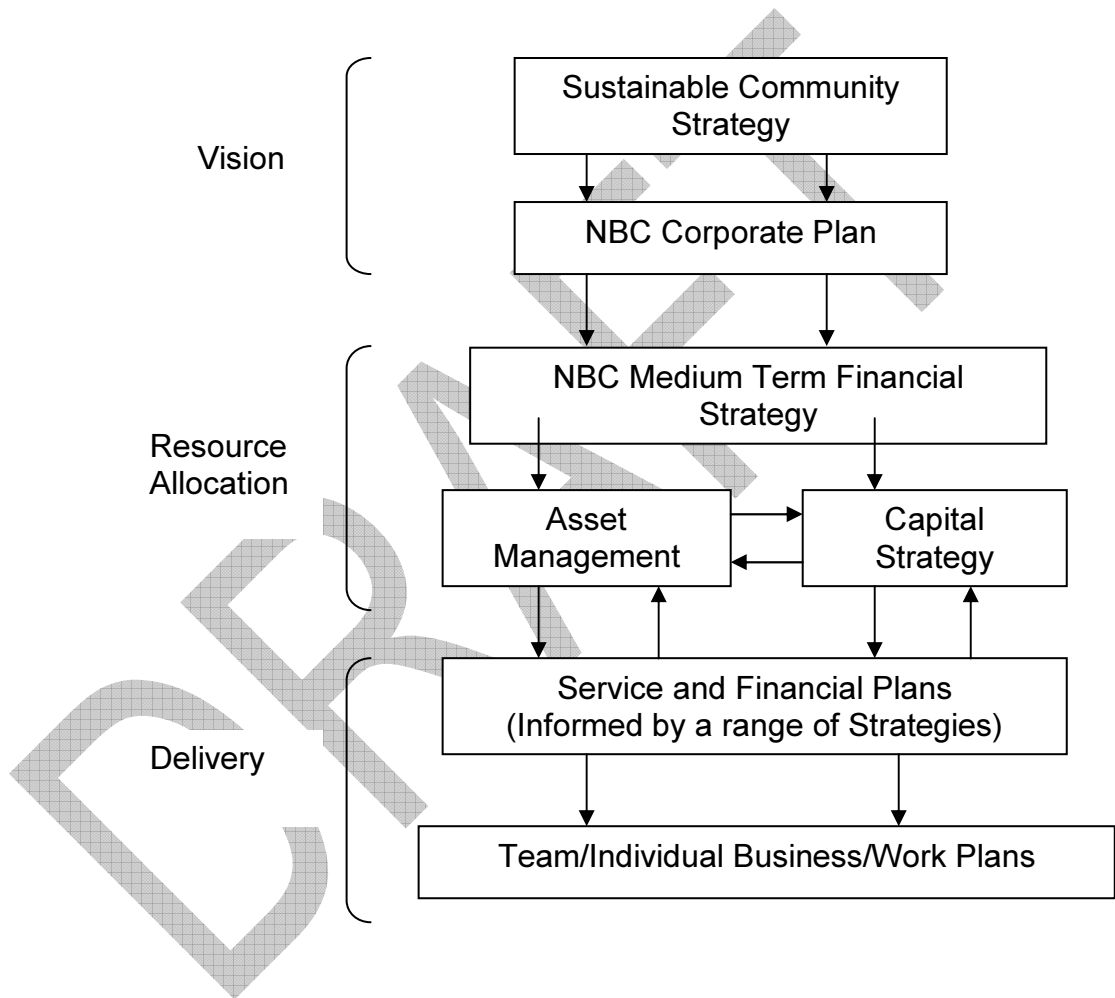 Vision
Sustainable Community
Strategy
NBC Corporate Plan
Resource
Allocation
NBC Medium Term Financial
Strategy
Asset
Management
Capital
Strategy
Delivery
Service and Financial Plans
(Informed by a range of Strategies)
Team/Individual Business/Work Plans
DRAFT